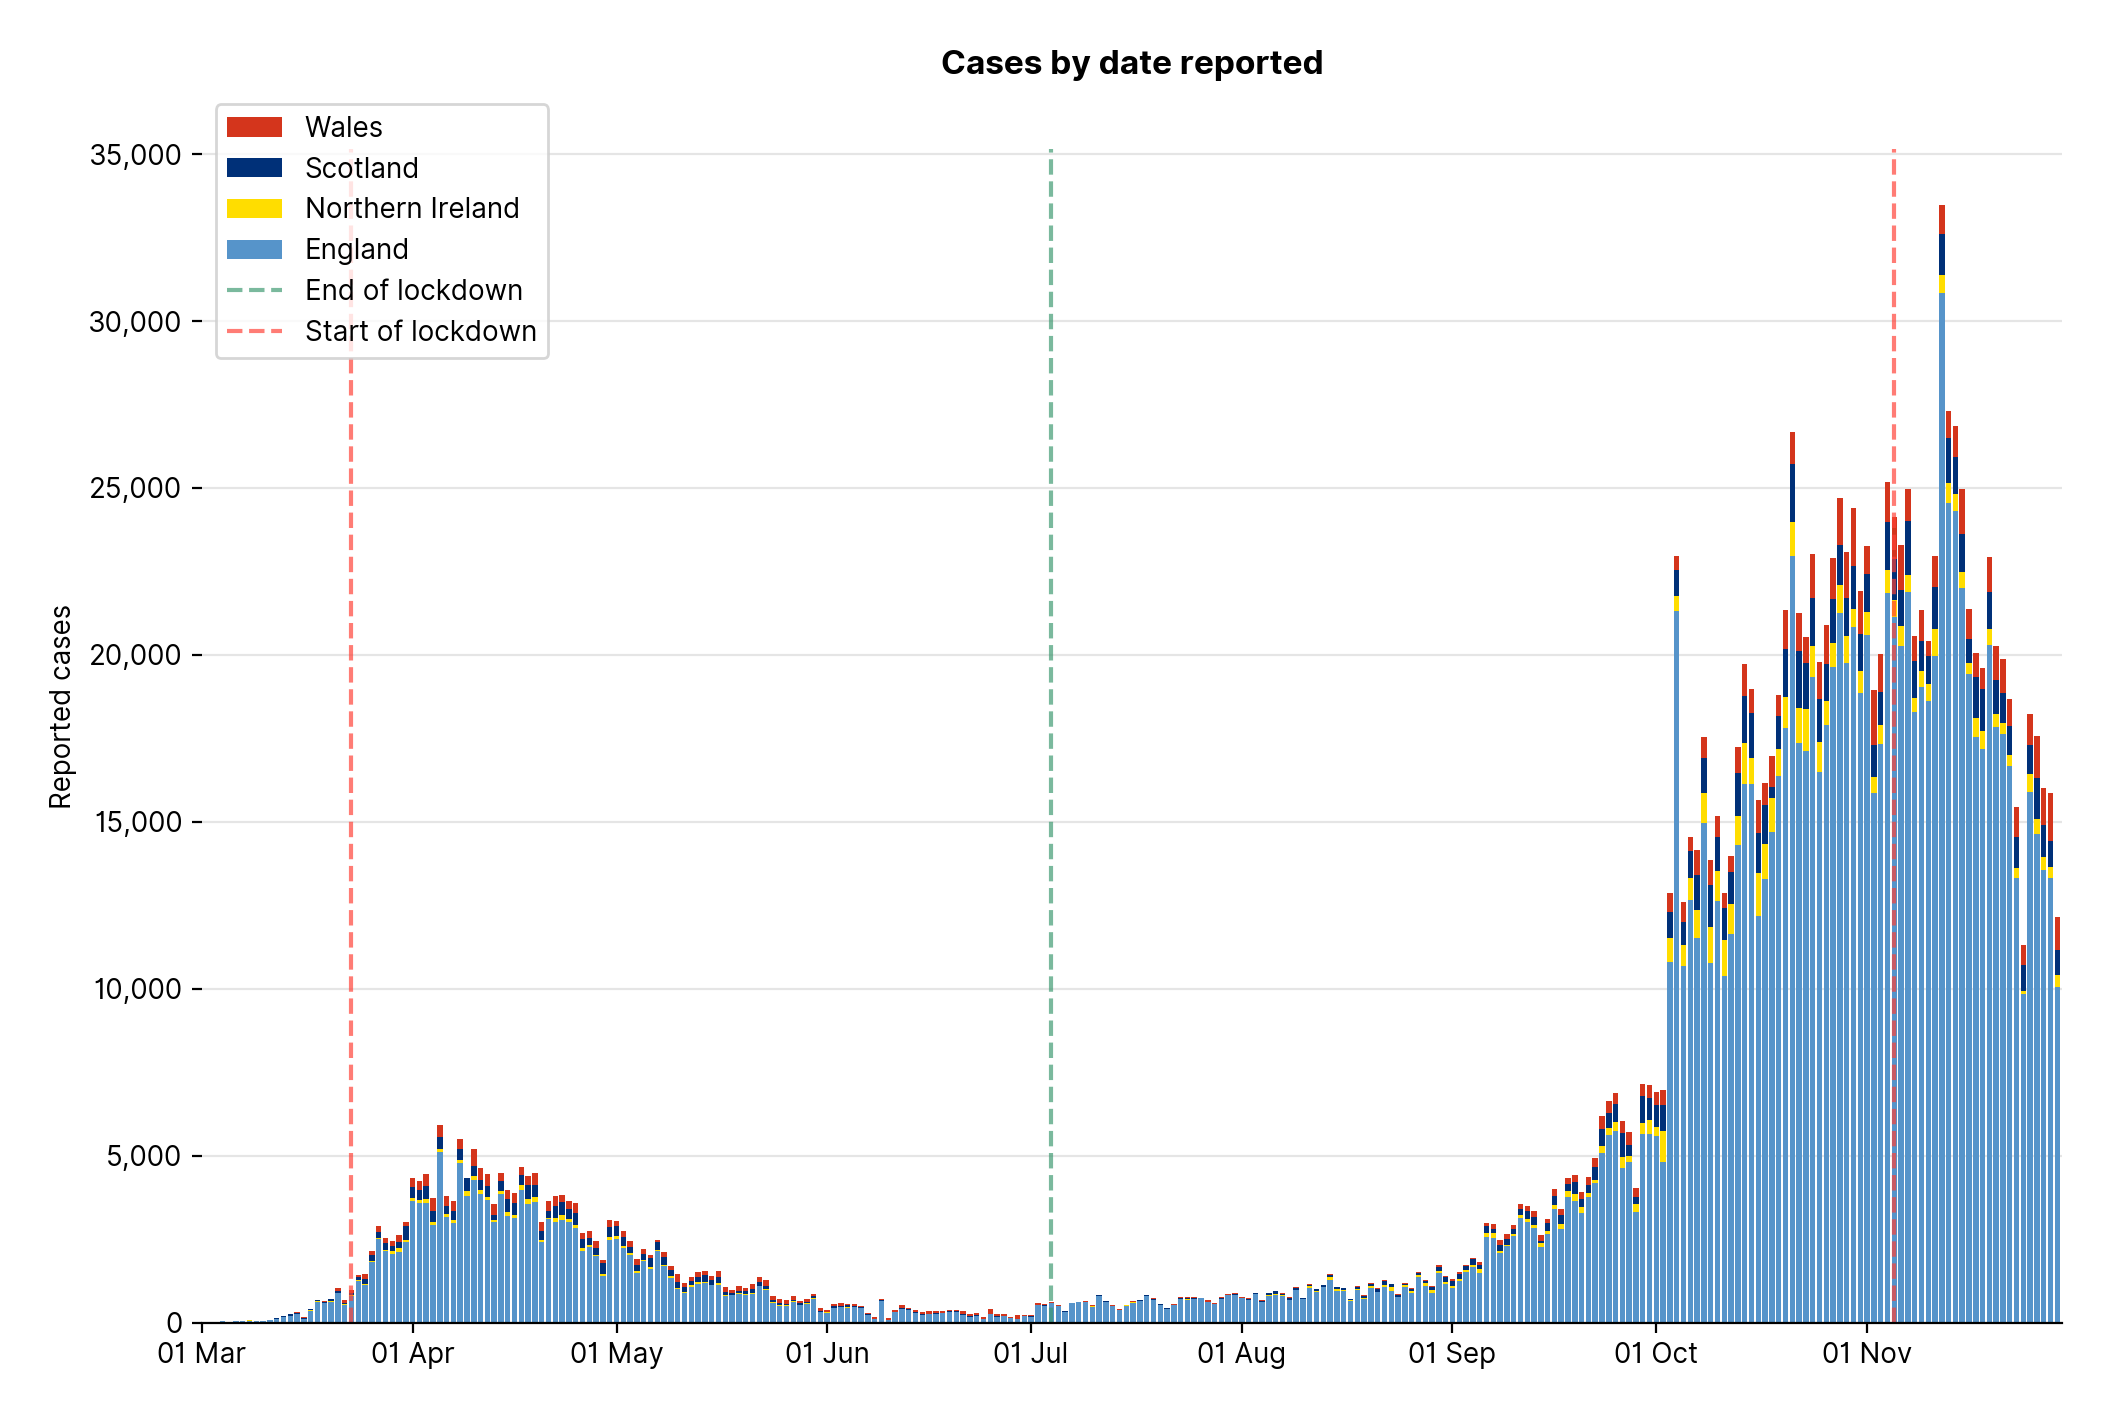 Cases by date reported
Wales
Scotland
Northern Ireland
England
End of lockdown
Start of lockdown
Reported cases
35,000
30,000
25,000
20,000
15,000
10,000
5,000
0
01 Mar
01 Apr
01 May
01 Jun
01 Jul
01 Aug
01 Sep
01 Oct
01 Nov